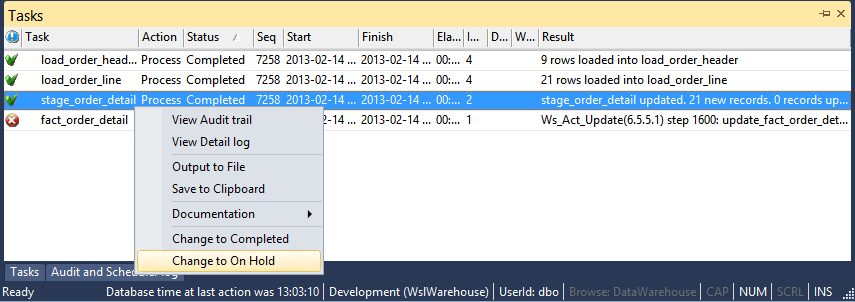 Tasks
Task Action Status Seq Start Finish Ela... I... D... W... Result
load_order_head... Process Completed 7258 2013-02-14 ... 2013-02-14 ... 00:... 4 9 rows loaded into load_order_header
load_order_line Process Completed 7258 2013-02-14 ... 2013-02-14 ... 00:... 4 21 rows loaded into load_order_line
stage_order_detail Process Completed 7258 2013-02-14 ... 2013-02-14 ... 00:... 2 stage_order_detail updated. 21 new records. 0 records up...
fact_order_detail 2-14 ... 2013-02-14 ... 00:... 1 Ws_Act_Update(6.5.5.1) step 1600: update_fact_order_det...
View Audit trail
View Detail log
Output to File
Save to Clipboard
Documentation
Change to Completed
Change to On Hold
Tasks Audit and Scheduler log
Ready Database time at last action was 13:03:10 Development (WslWarehouse) UserId: dbo Browse: DataWarehouse CAP NUM SCRL INS